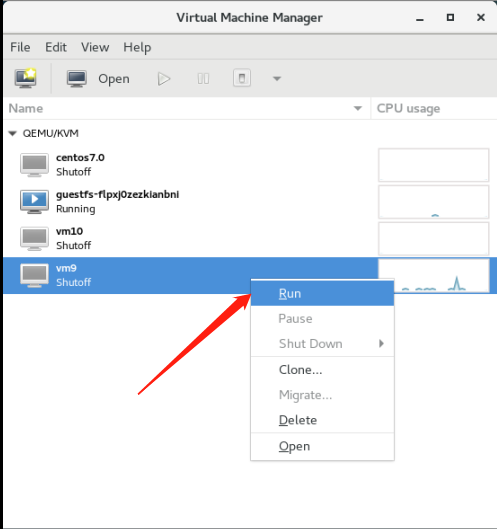 Virtual Machine Manager
File Edit View Help
Open
Name CPU usage
QEMU/KVM
centos7.0
Shutoff
guestfs-flpxj0zezkianbni
Running
vm10
Shutoff
vm9
Shutoff
Run
Pause
Shut Down
Clone...
Migrate...
Delete
Open